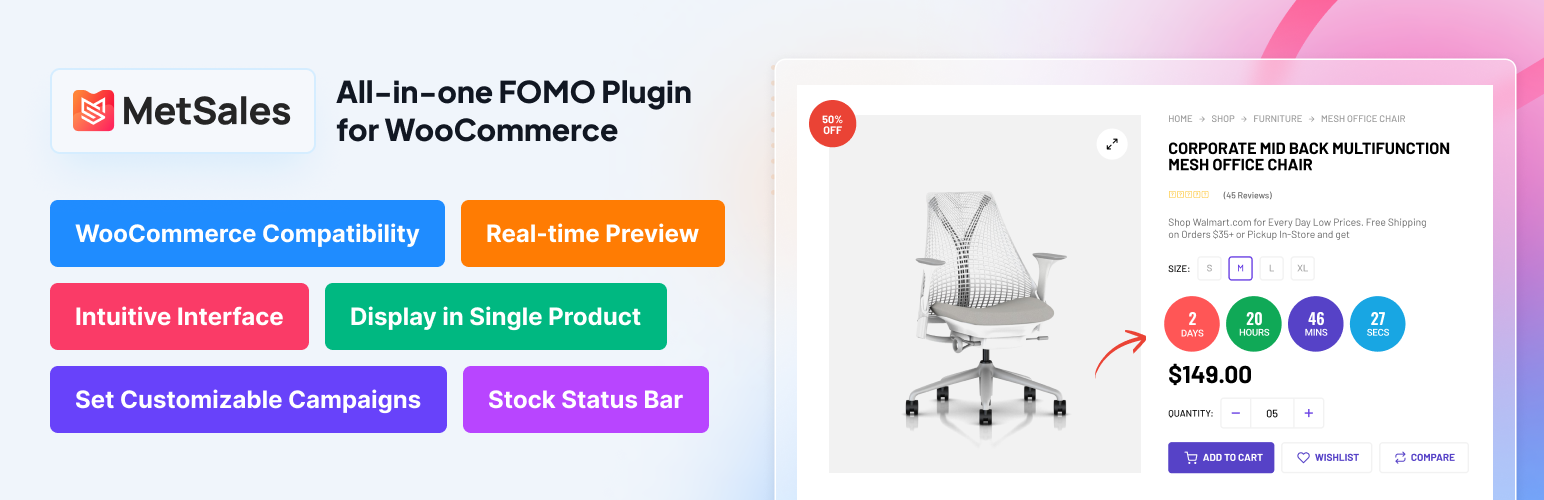 MetSales
All-in-one FOMO Plugin
for WooCommerce
WooCommerce Compatibility
Real-time Preview
Intuitive Interface
Display in Single Product
Set Customizable Campaigns
Stock Status Bar
50%
OFF
HOME → SHOP → FURNITURE → MESH OFFICE CHAIR
CORPORATE MID BACK MULTIFUNCTION
MESH OFFICE CHAIR
(45 Reviews)
Shop Walmart.com for Every Day Low Prices. Free Shipping
on Orders $35+ or Pickup In-Store and get
SIZE: S M L XL
2 20 46 27
DAYS HOURS MINS SECS
$149.00
QUANTITY: − 05 +
ADD TO CART WISHLIST COMPARE